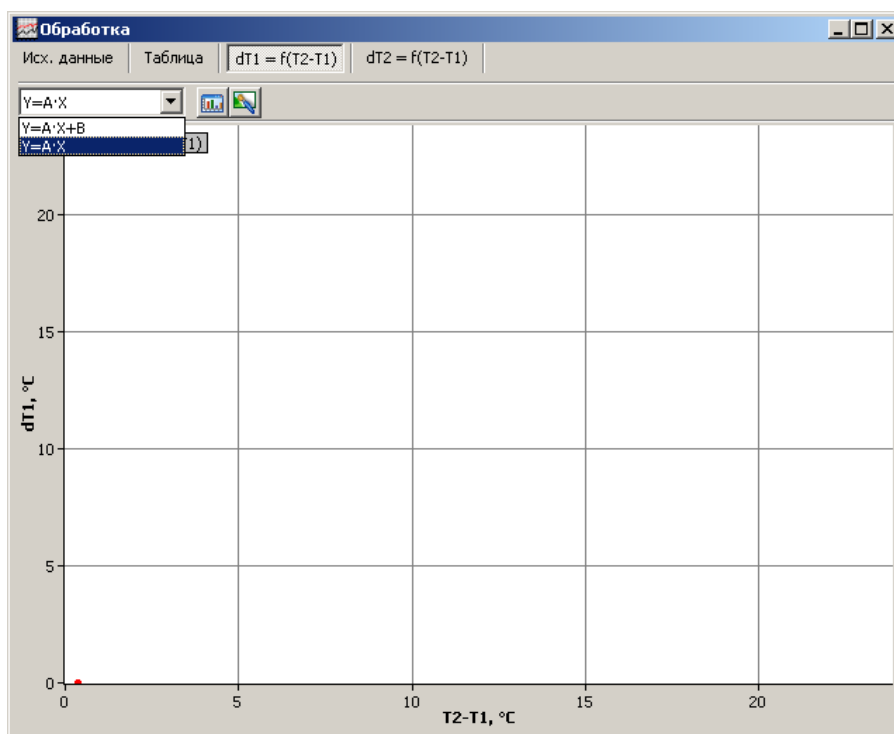 Обработка
Исх. данные Таблица dT1 = f(T2-T1) dT2 = f(T2-T1)
Y=A·X
Y=A·X+B
Y=A·X 1)
20
15
dT1, °C
10
5
0
0 5 10 15 20
T2-T1, °C